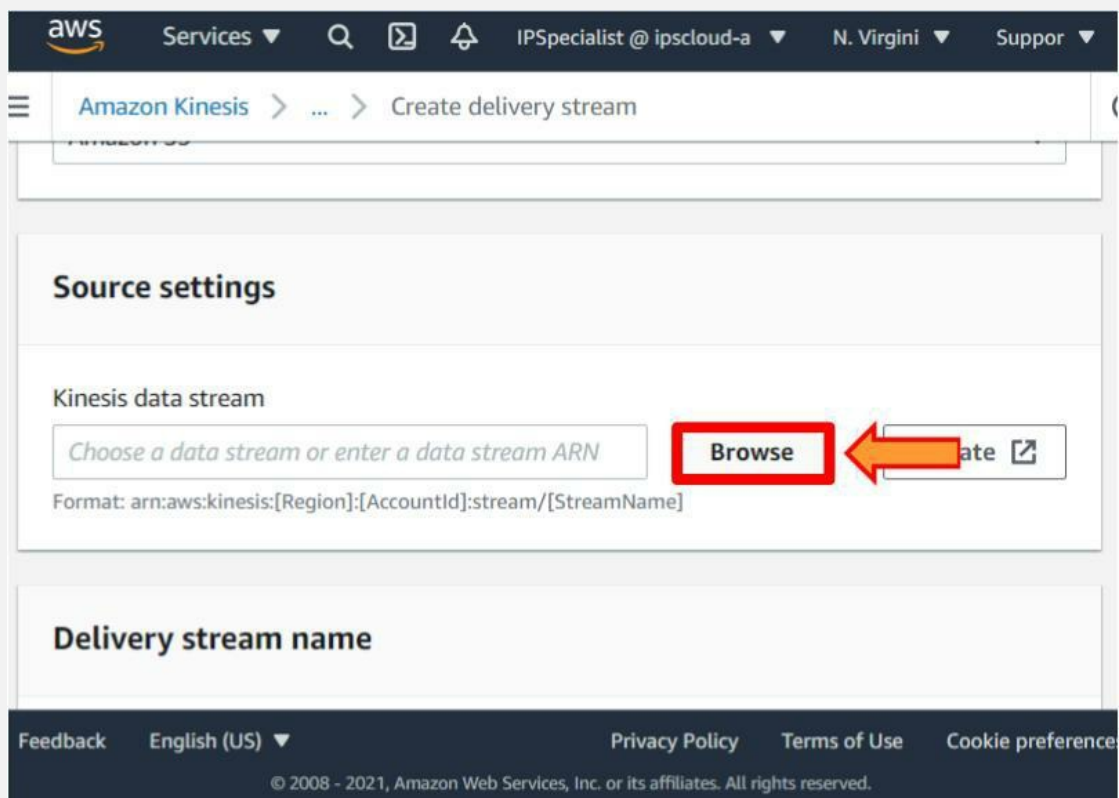 aws Services IPSpecialist @ ipscloud-a N. Virgini Suppor
Amazon Kinesis > ... > Create delivery stream
Amazon S3
Source settings
Kinesis data stream
Choose a data stream or enter a data stream ARN Browse ate
Format: arn:aws:kinesis:[Region]:[AccountId]:stream/[StreamName]
Delivery stream name
Feedback English (US) Privacy Policy Terms of Use Cookie preferences
© 2008 - 2021, Amazon Web Services, Inc. or its affiliates. All rights reserved.